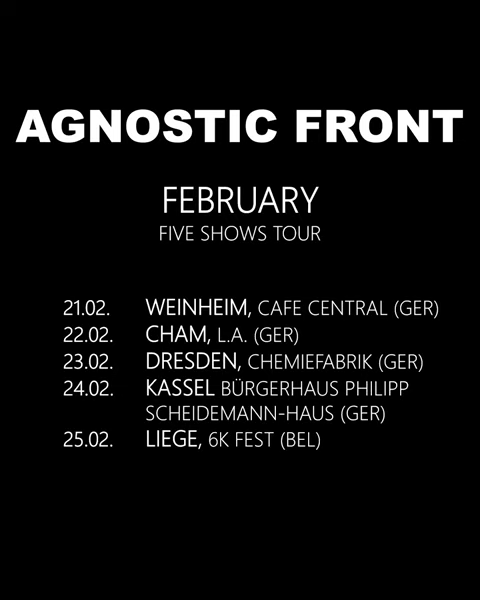 AGNOSTIC FRONT
FEBRUARY
FIVE SHOWS TOUR
21.02. WEINHEIM, CAFE CENTRAL (GER)
22.02. CHAM, L.A. (GER)
23.02. DRESDEN, CHEMIEFABRIK (GER)
24.02. KASSEL BÜRGERHAUS PHILIPP
SCHEIDEMANN-HAUS (GER)
25.02. LIEGE, 6K FEST (BEL)